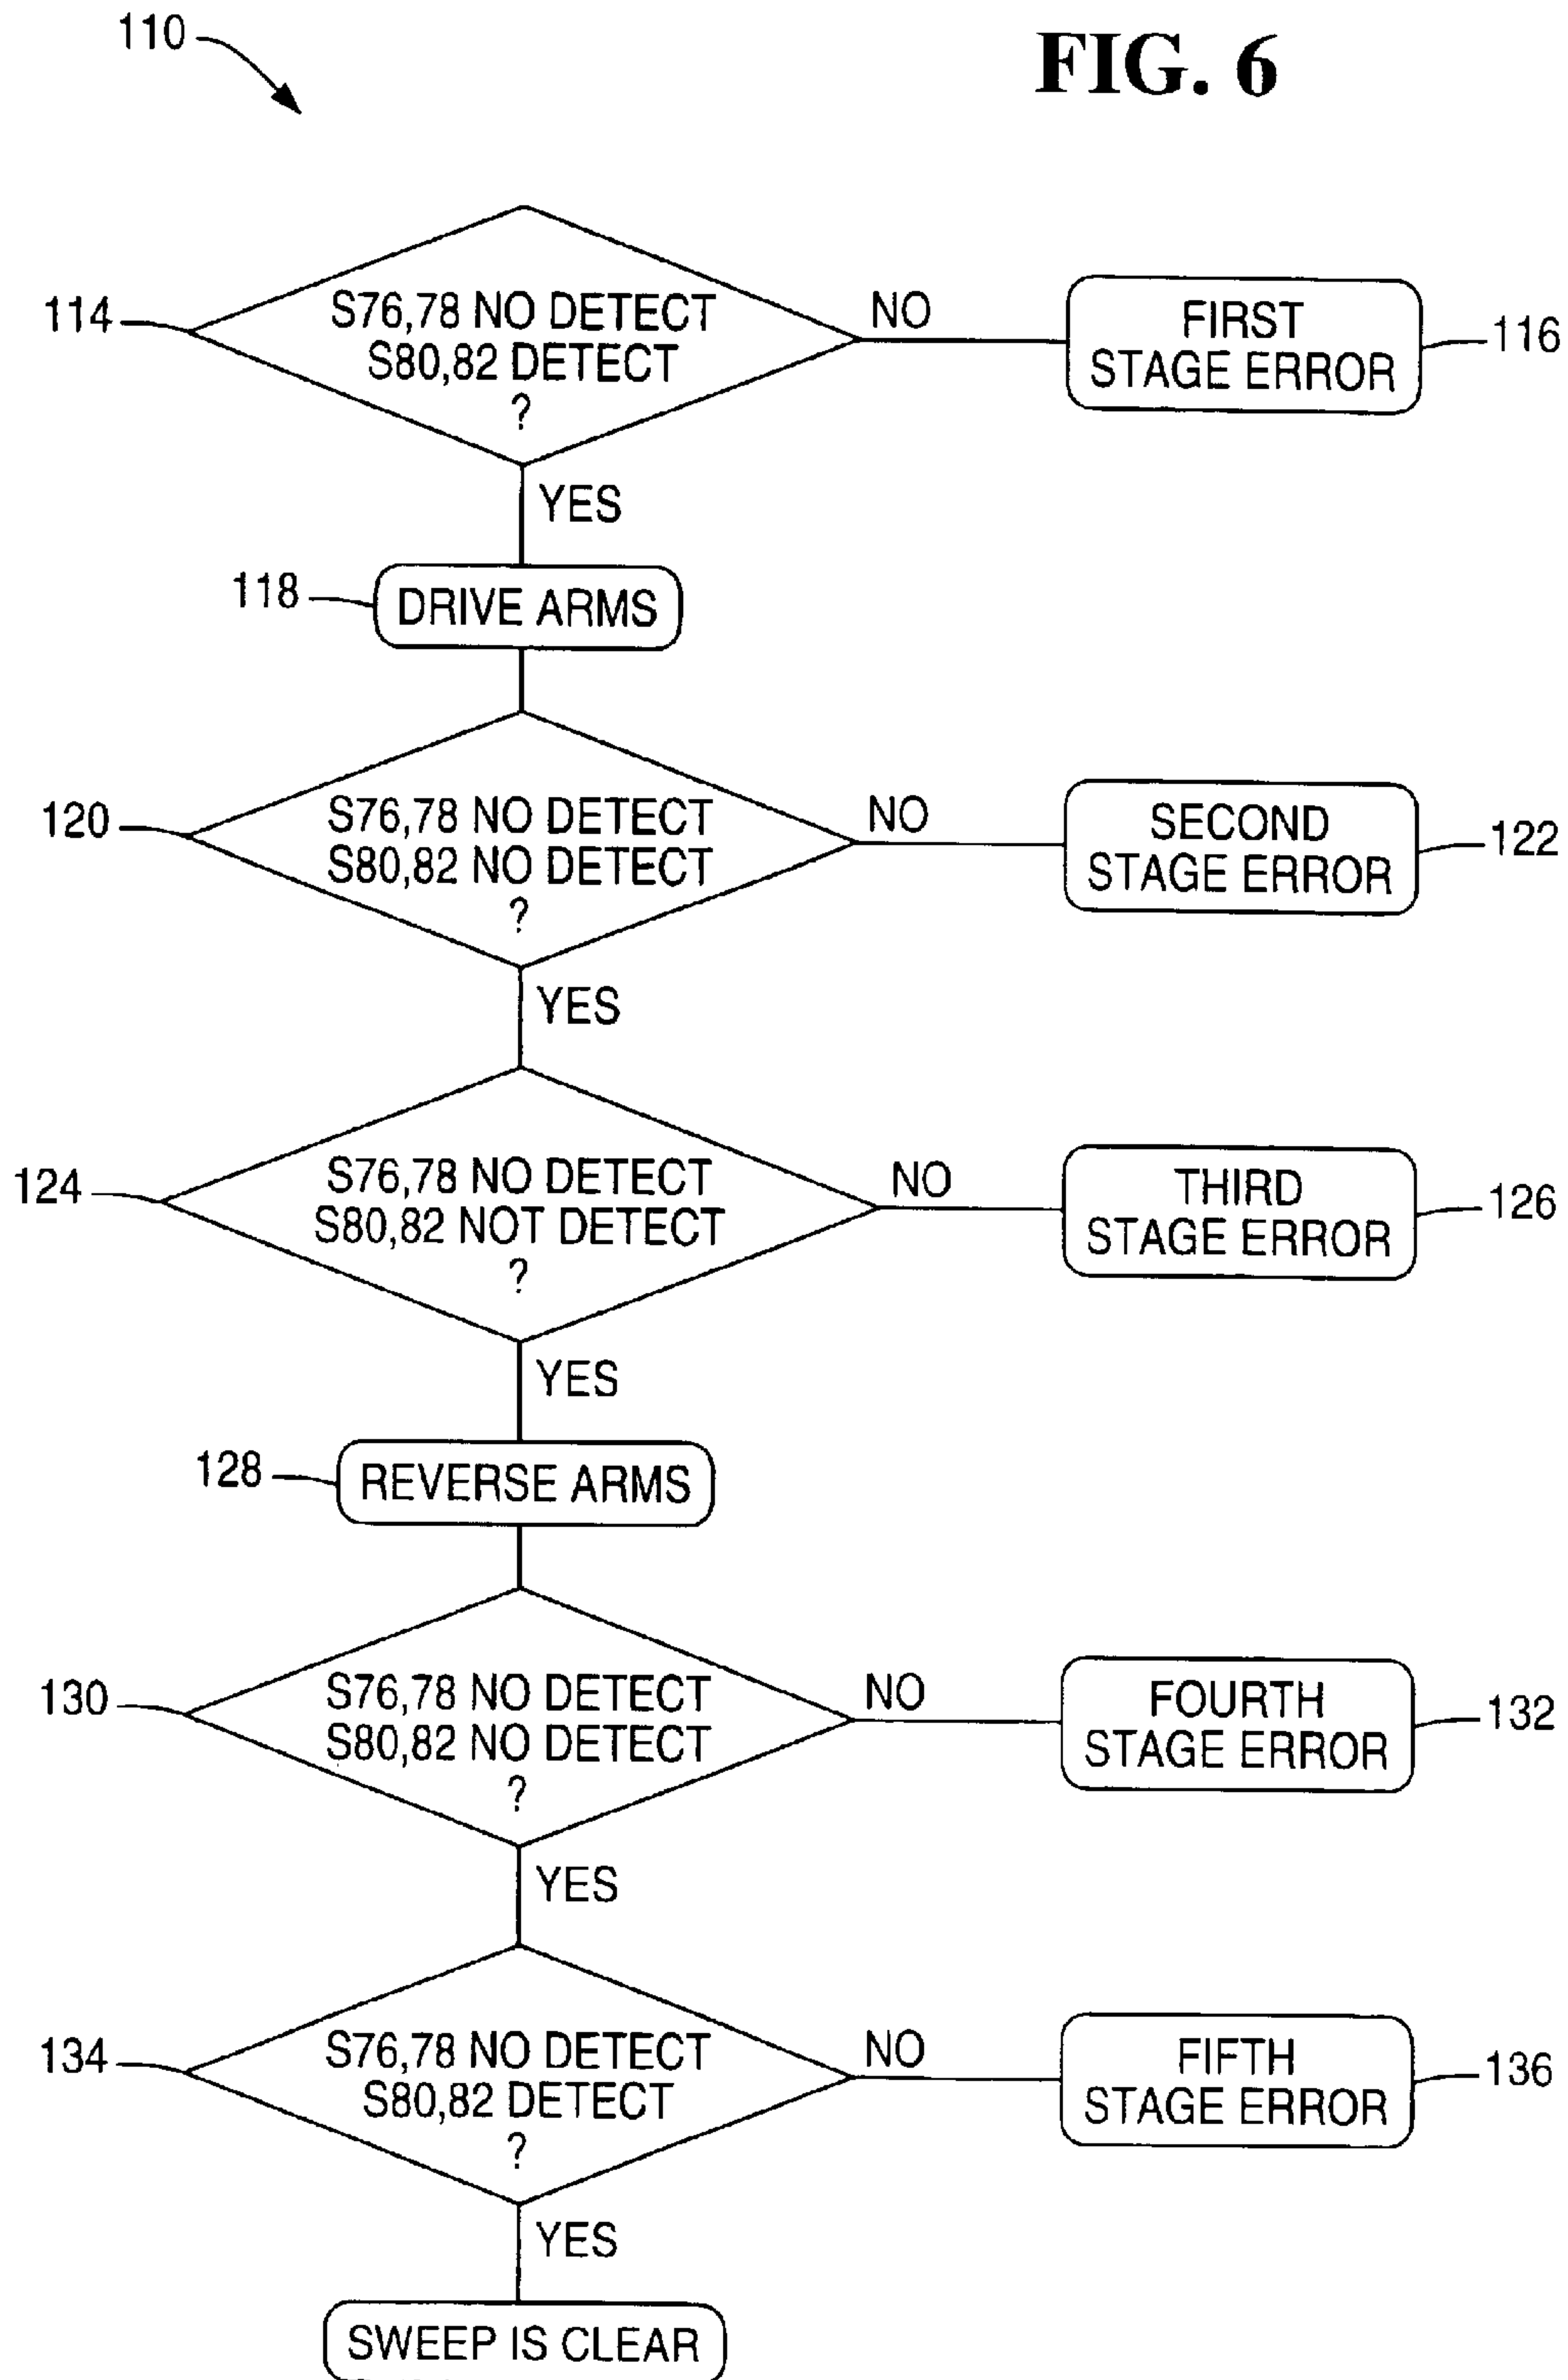 110
FIG. 6
114
S76,78 NO DETECT
S80,82 DETECT
?
NO
FIRST
STAGE ERROR
116
YES
118
DRIVE ARMS
120
S76,78 NO DETECT
S80,82 NO DETECT
?
NO
SECOND
STAGE ERROR
122
YES
124
S76,78 NO DETECT
S80,82 NOT DETECT
?
NO
THIRD
STAGE ERROR
126
YES
128
REVERSE ARMS
130
S76,78 NO DETECT
S80,82 NO DETECT
?
NO
FOURTH
STAGE ERROR
132
YES
134
S76,78 NO DETECT
S80,82 DETECT
?
NO
FIFTH
STAGE ERROR
136
YES
SWEEP IS CLEAR